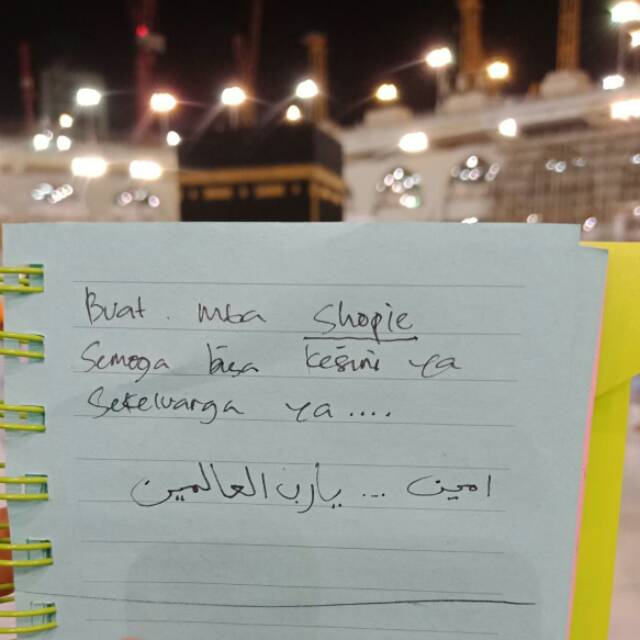 Buat. mba Shopie
Semoga bisa kesini ya
Sekeluarga ya....
امين ... يارب العالمين